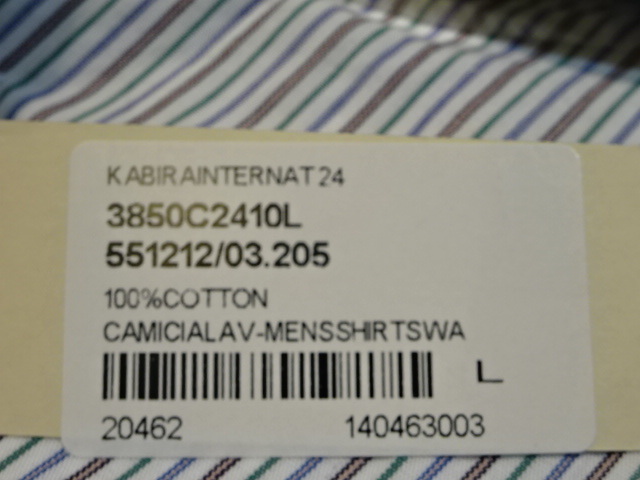 KABIRAINTERNAT24
3850C2410L
551212/03.205
100%COTTON
CAMICIALAV-MENSSHIRTSWA
L
20462 140463003